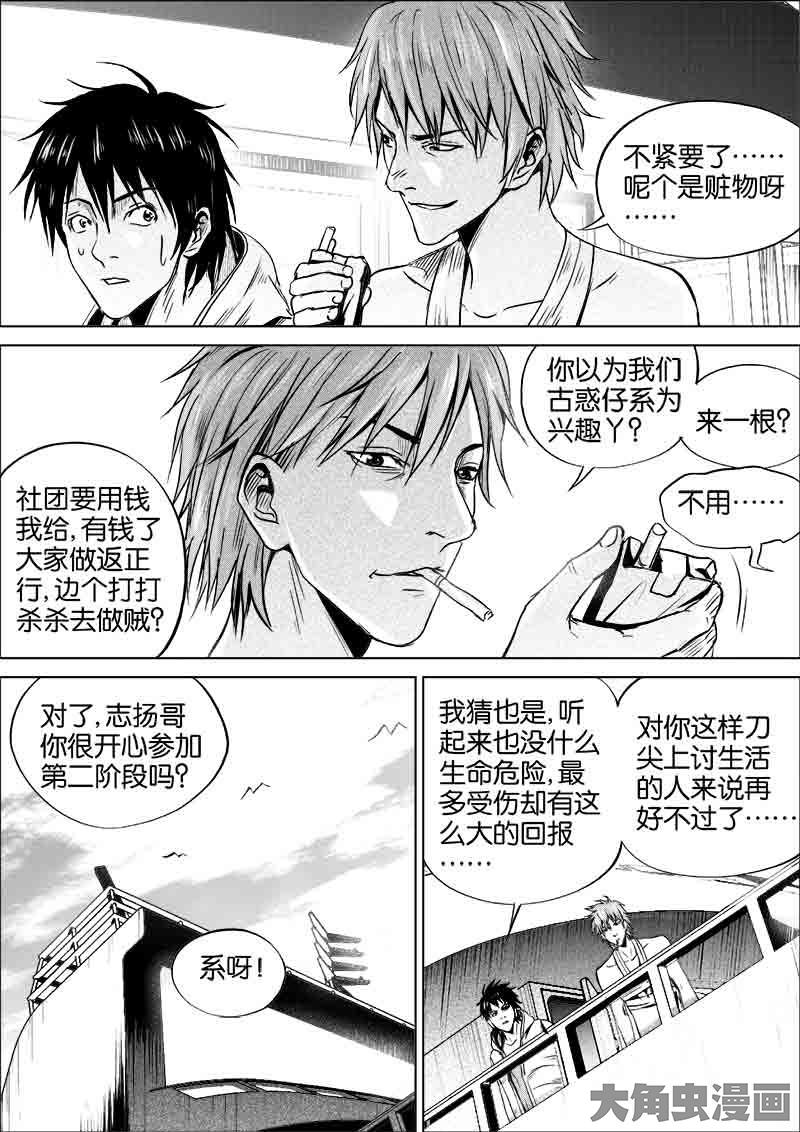 不紧要了……
呢个是赃物呀
……
你以为我们
古惑仔系为
兴趣丫?
来一根?
不用……
社团要用钱
我给,有钱了
大家做返正
行,边个打打
杀杀去做贼?
对了,志扬哥
你很开心参加
第二阶段吗?
系呀!
我猜也是,听
起来也没什么
生命危险,最
多受伤却有这
么大的回报
……
对你这样刀
尖上讨生活
的人来说再
好不过了……
大角虫漫画